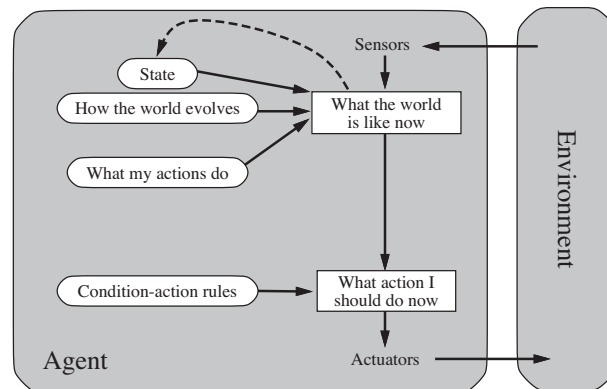 Sensors
State
How the world evolves
What the world
is like now
What my actions do
Environment
Condition-action rules
What action I
should do now
Agent
Actuators